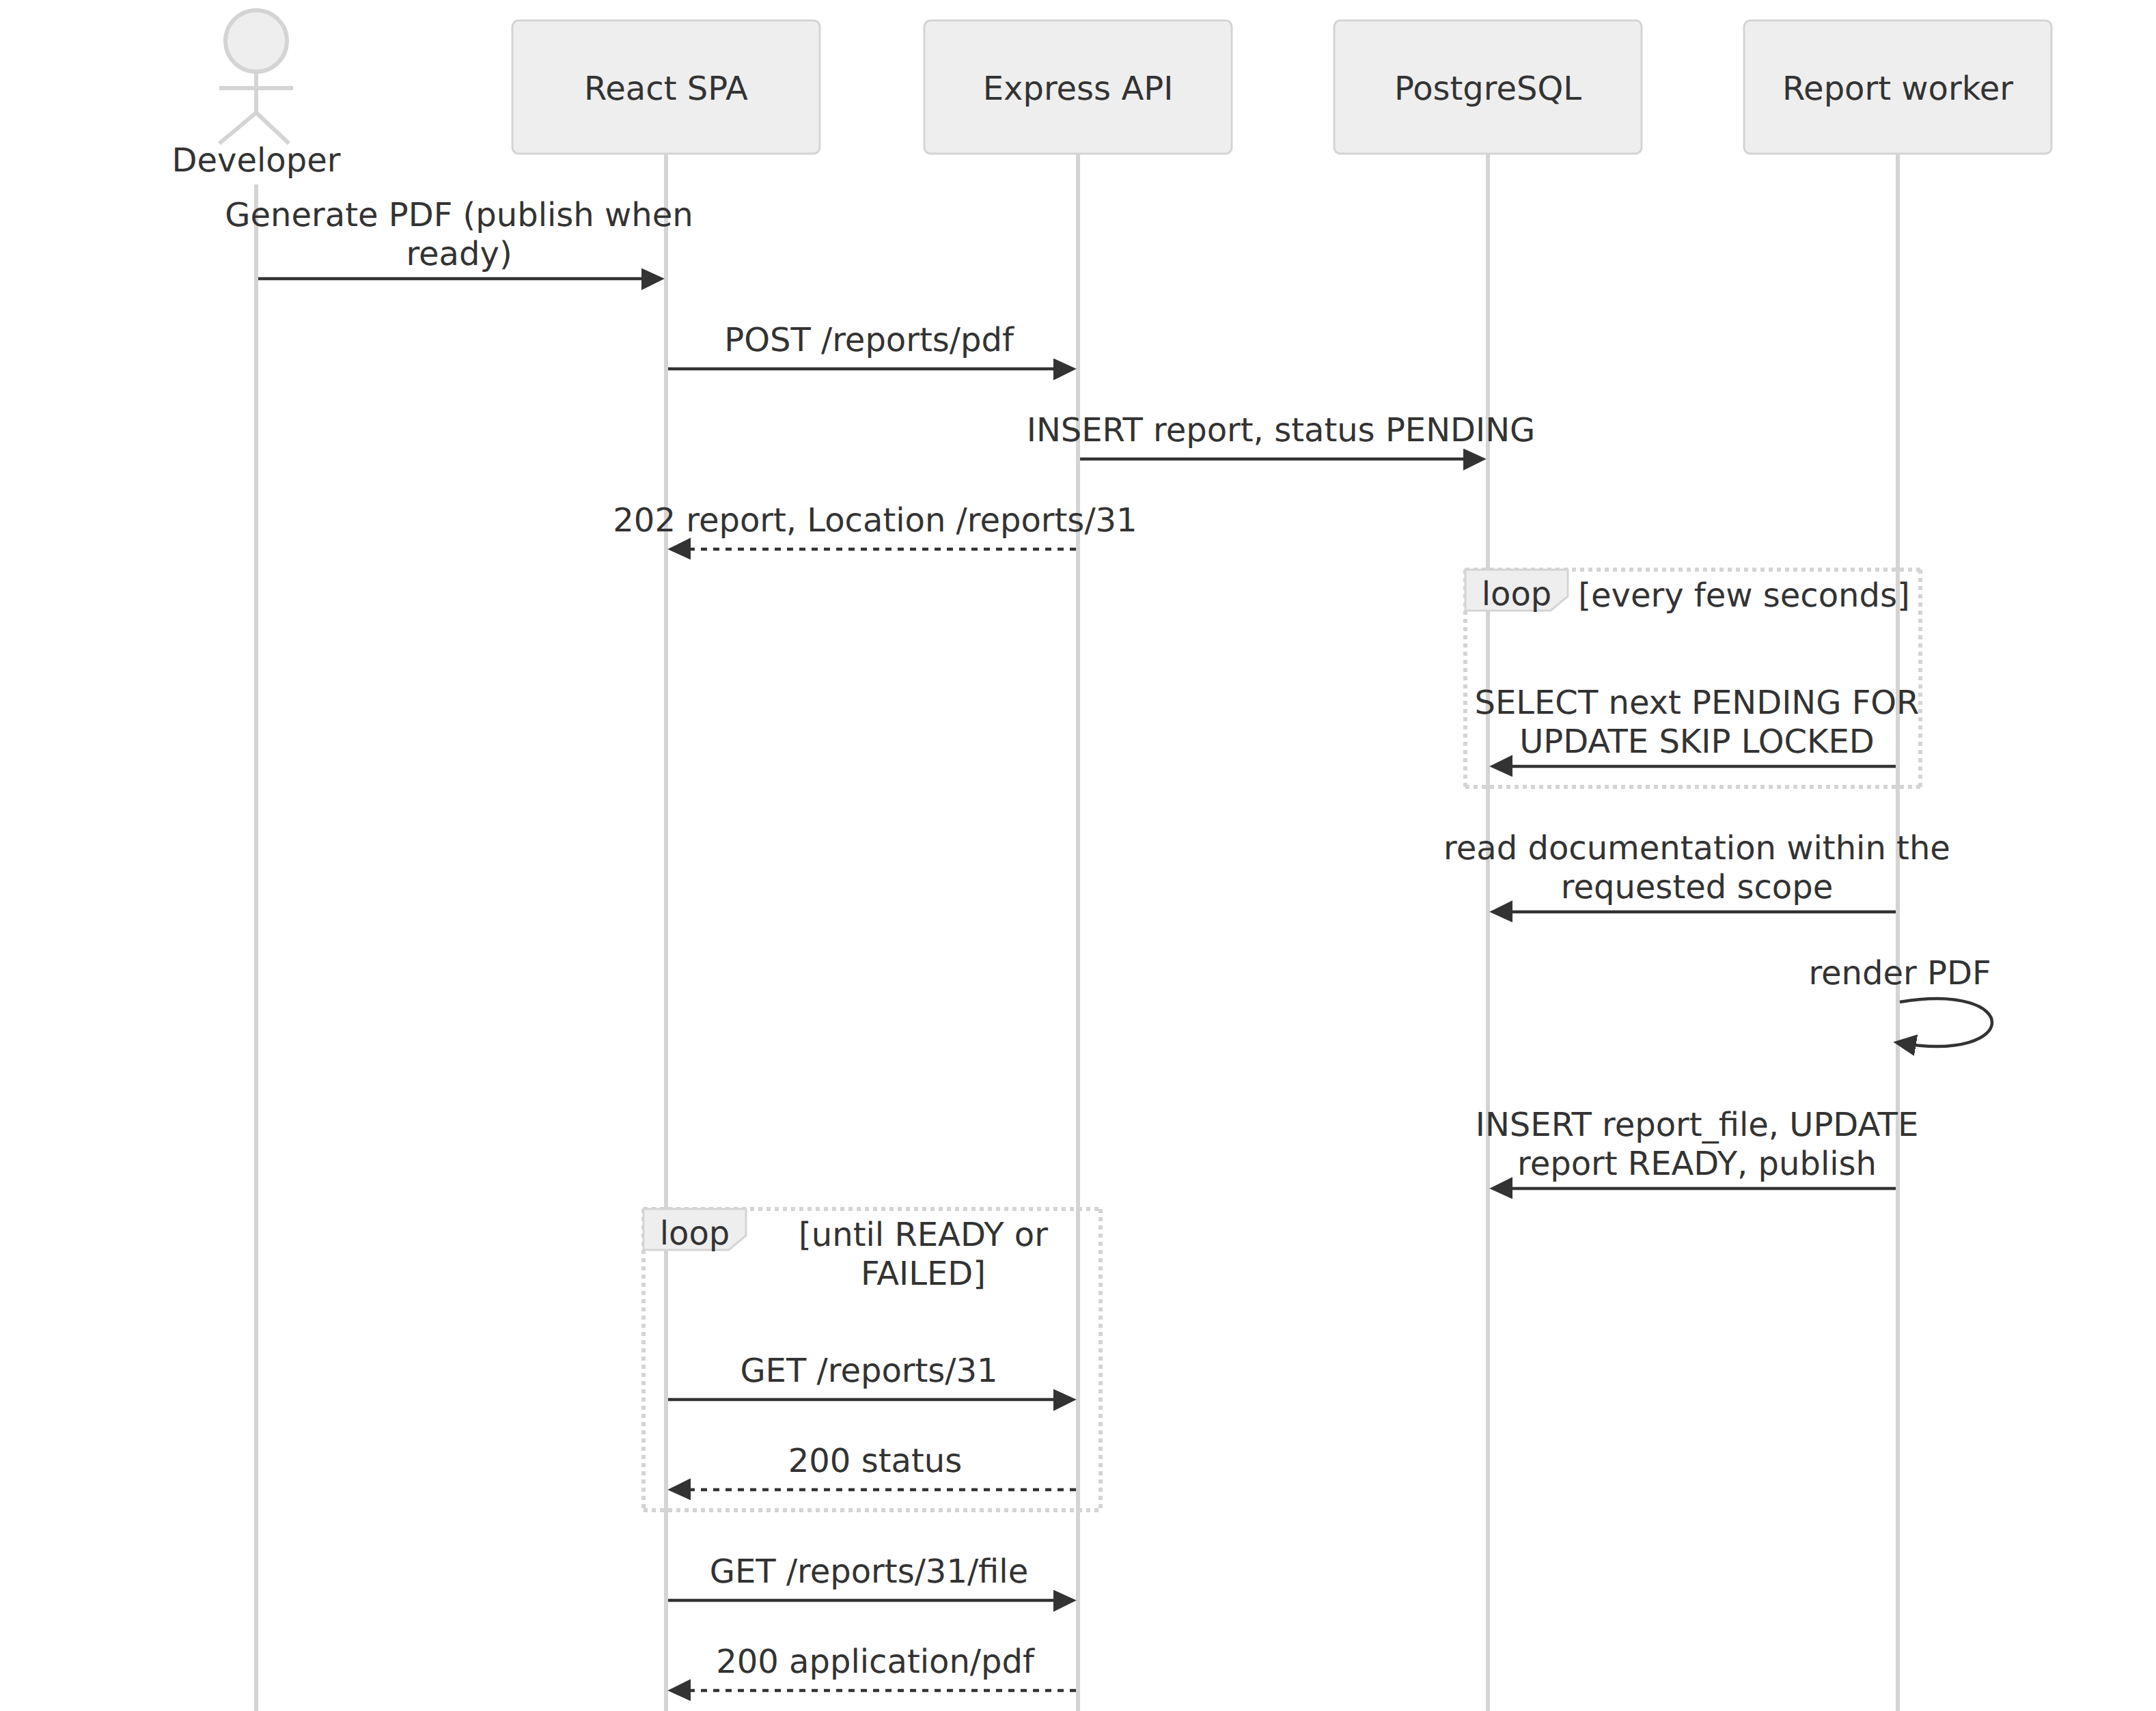 React SPA
Express API
PostgreSQL
Report worker
Developer
Generate PDF (publish when
ready)
POST /reports/pdf
INSERT report, status PENDING
202 report, Location /reports/31
loop
[every few seconds]
SELECT next PENDING FOR
UPDATE SKIP LOCKED
read documentation within the
requested scope
render PDF
INSERT report_file, UPDATE
report READY, publish
loop
[until READY or
FAILED]
GET /reports/31
200 status
GET /reports/31/file
200 application/pdf